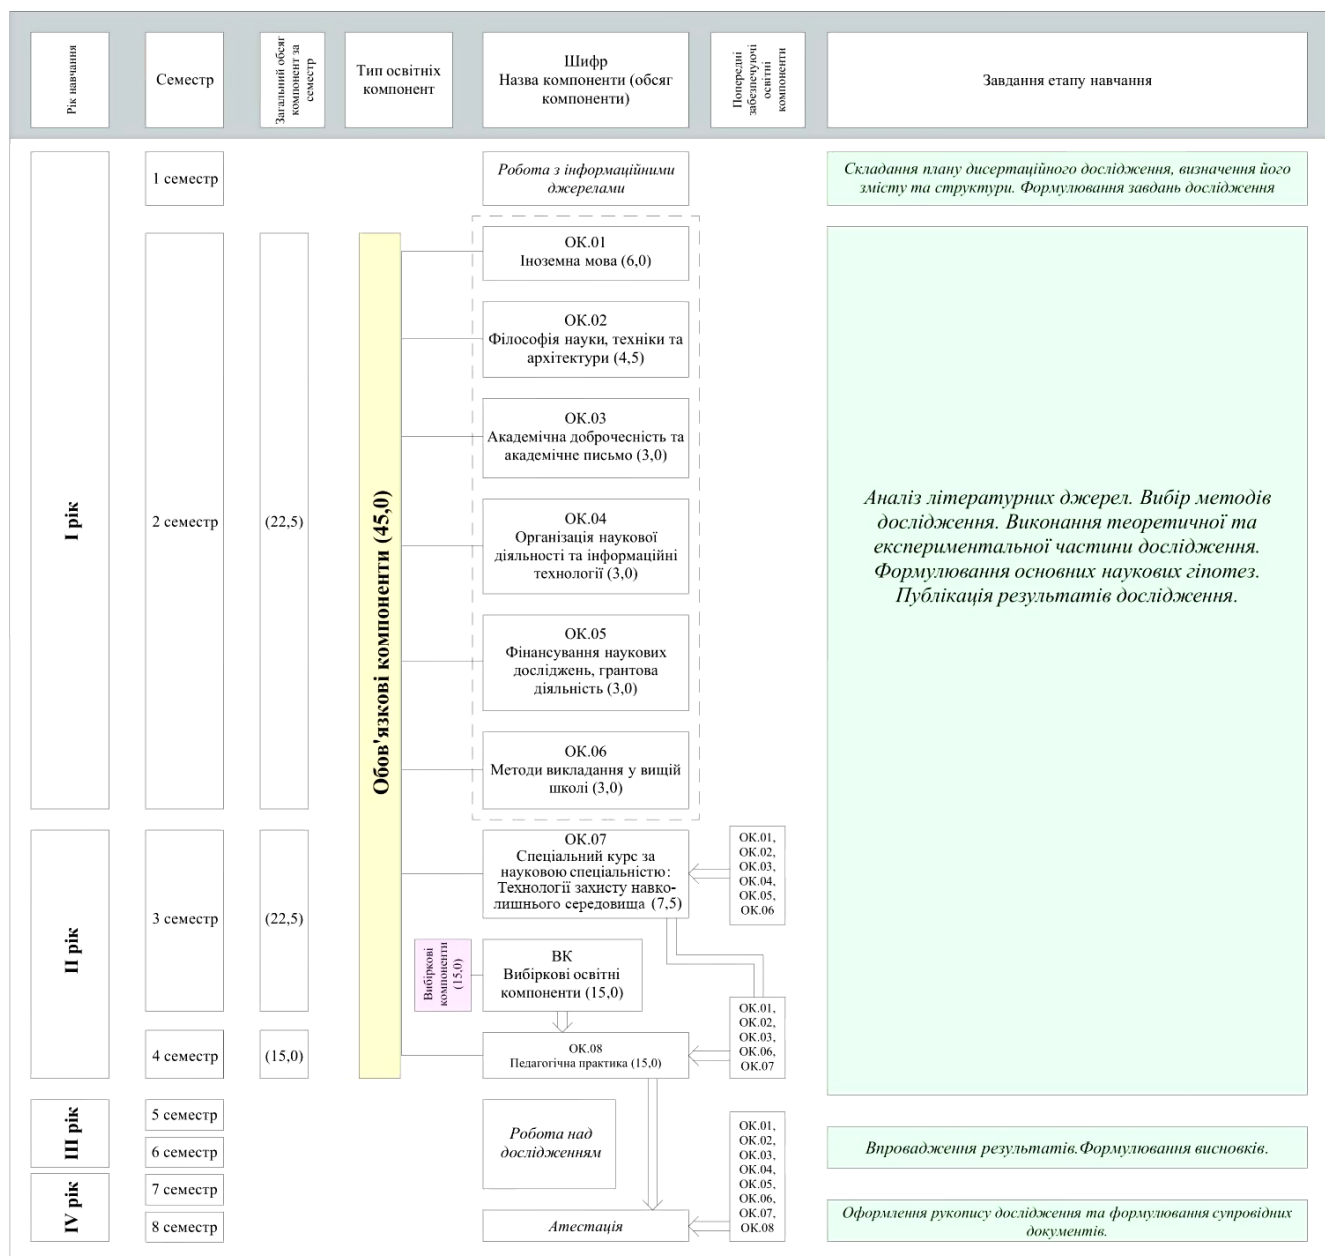 Рік навчання
Семестр
Загальний обсяг
компонент за
семестр
Тип освітніх
компонент
Шифр
Назва компоненти (обсяг
компоненти)
Попередні
забезпечуючі
освітні
компоненти
Завдання етапу навчання
I рік
1 семестр
Робота з інформаційними
джерелами
Складання плану дисертаційного дослідження, визначення його
змісту та структури. Формулювання завдань дослідження
2 семестр
(22,5)
Обов'язкові компоненти (45,0)
ОК.01
Іноземна мова (6,0)
ОК.02
Філософія науки, техніки та
архітектури (4,5)
ОК.03
Академічна доброчесність та
академічне письмо (3,0)
ОК.04
Організація наукової
діяльності та інформаційні
технології (3,0)
ОК.05
Фінансування наукових
досліджень, грантова
діяльність (3,0)
ОК.06
Методи викладання у вищій
школі (3,0)
Аналіз літературних джерел. Вибір методів
дослідження. Виконання теоретичної та
експериментальної частини дослідження.
Формулювання основних наукових гіпотез.
Публікація результатів дослідження.
II рік
3 семестр
(22,5)
ОК.07
Спеціальний курс за
науковою спеціальністю:
Технології захисту навко-
лишнього середовища (7,5)
ОК.01,
ОК.02,
ОК.03,
ОК.04,
ОК.05,
ОК.06
Вибіркові
компоненти
(15,0)
ВК
Вибіркові освітні
компоненти (15,0)
4 семестр
(15,0)
ОК.08
Педагогічна практика (15,0)
ОК.01,
ОК.02,
ОК.03,
ОК.06,
ОК.07
III рік
5 семестр
6 семестр
Робота над
дослідженням
ОК.01,
ОК.02,
ОК.03,
ОК.04,
ОК.05,
ОК.06,
ОК.07,
ОК.08
Впровадження результатів.Формулювання висновків.
IV рік
7 семестр
8 семестр
Атестація
Оформлення рукопису дослідження та формулювання супровідних
документів.